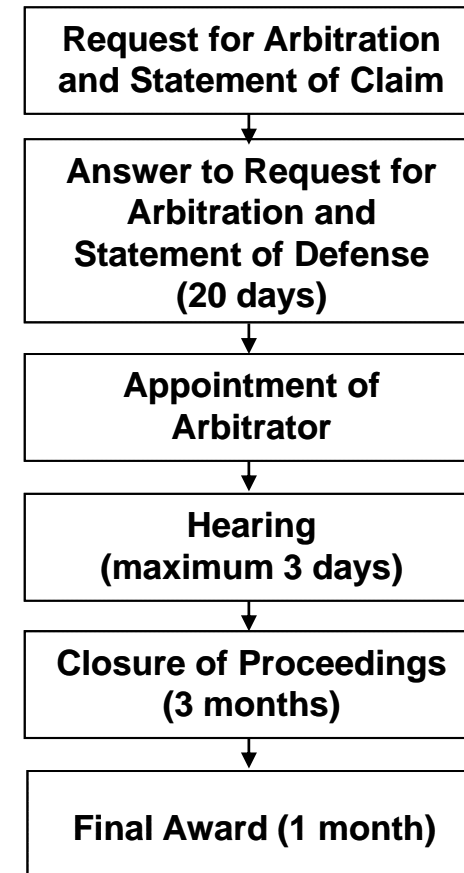 Request for Arbitration
and Statement of Claim
Answer to Request for
Arbitration and
Statement of Defense
(20 days)
Appointment of
Arbitrator
Hearing
(maximum 3 days)
Closure of Proceedings
(3 months)
Final Award (1 month)